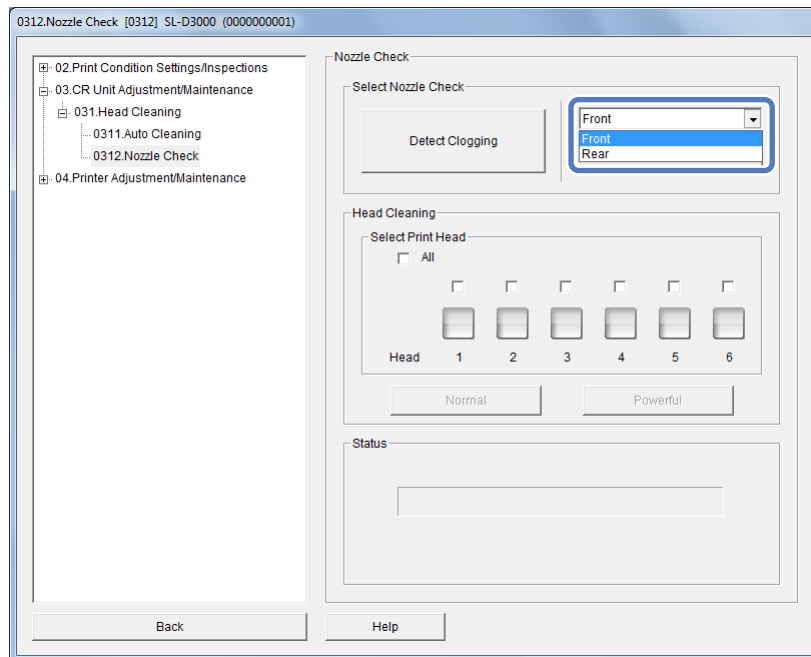 0312.Nozzle Check [0312] SL-D3000 (0000000001)
02.Print Condition Settings/Inspections
03.CR Unit Adjustment/Maintenance
031.Head Cleaning
0311.Auto Cleaning
0312.Nozzle Check
04.Printer Adjustment/Maintenance
Nozzle Check
Select Nozzle Check
Detect Clogging
Front
Front
Rear
Head Cleaning
Select Print Head
All
Head 1 2 3 4 5 6
Normal Powerful
Status
Back Help